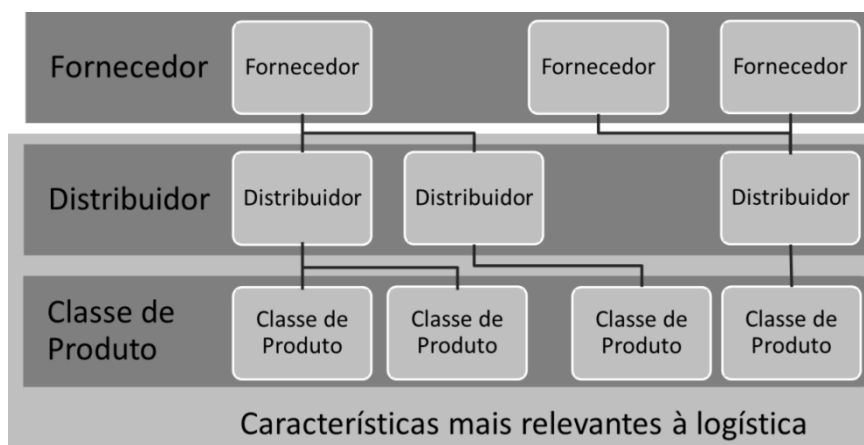 Fornecedor
Fornecedor
Fornecedor
Fornecedor
Distribuidor
Distribuidor
Distribuidor
Distribuidor
Classe de
Produto
Classe de
Produto
Classe de
Produto
Classe de
Produto
Classe de
Produto
Características mais relevantes à logística